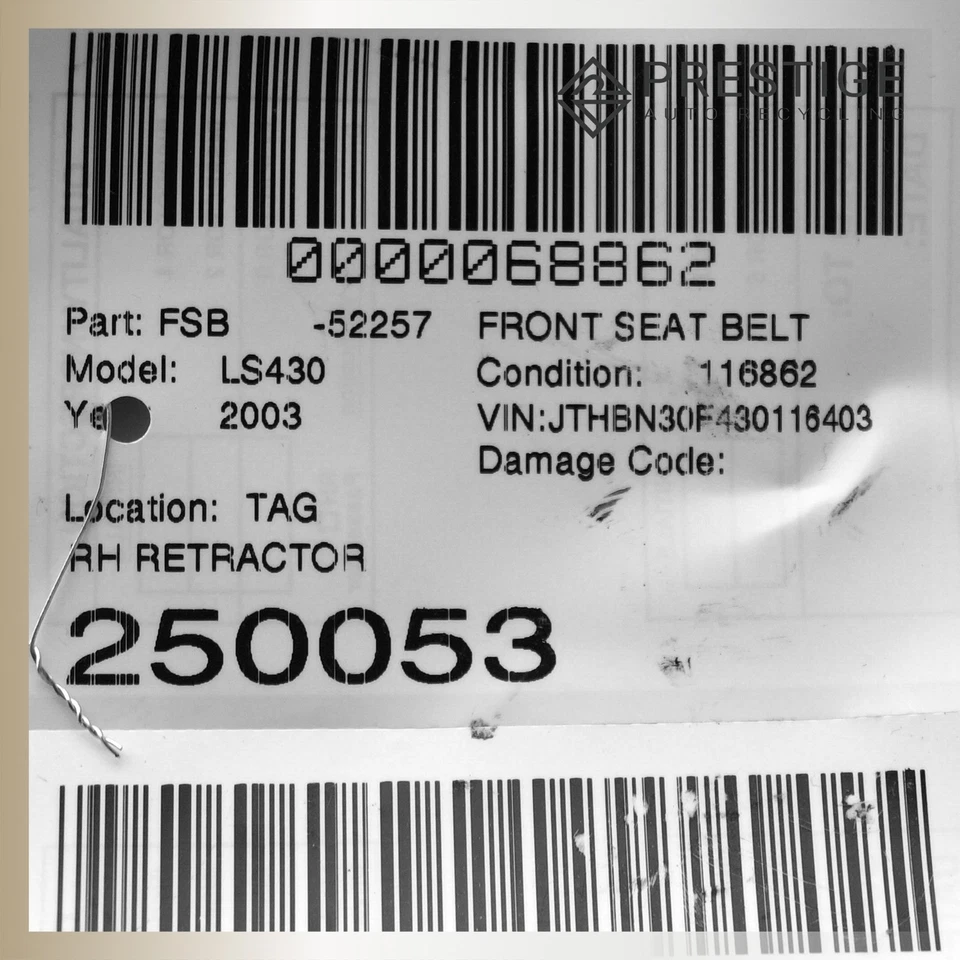 PRESTIGE
AUTO RECYCLING
0000068862
Part: FSB -52257 FRONT SEAT BELT
Model: LS430 Condition: 116862
2003 VIN:JTHBN30F430116403
Damage Code:
Location: TAG
RH RETRACTOR
250053